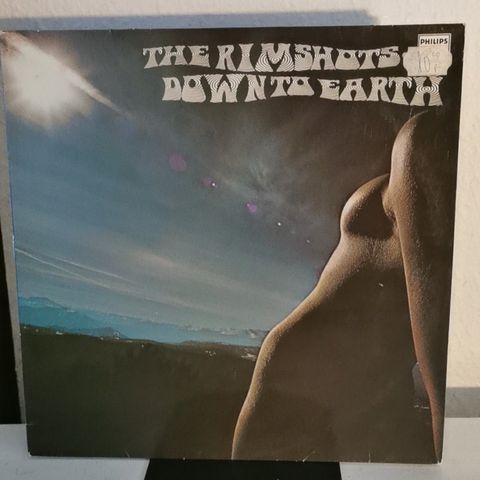 THE RIMSHOTS
DOWN TO EARTH
PHILIPS